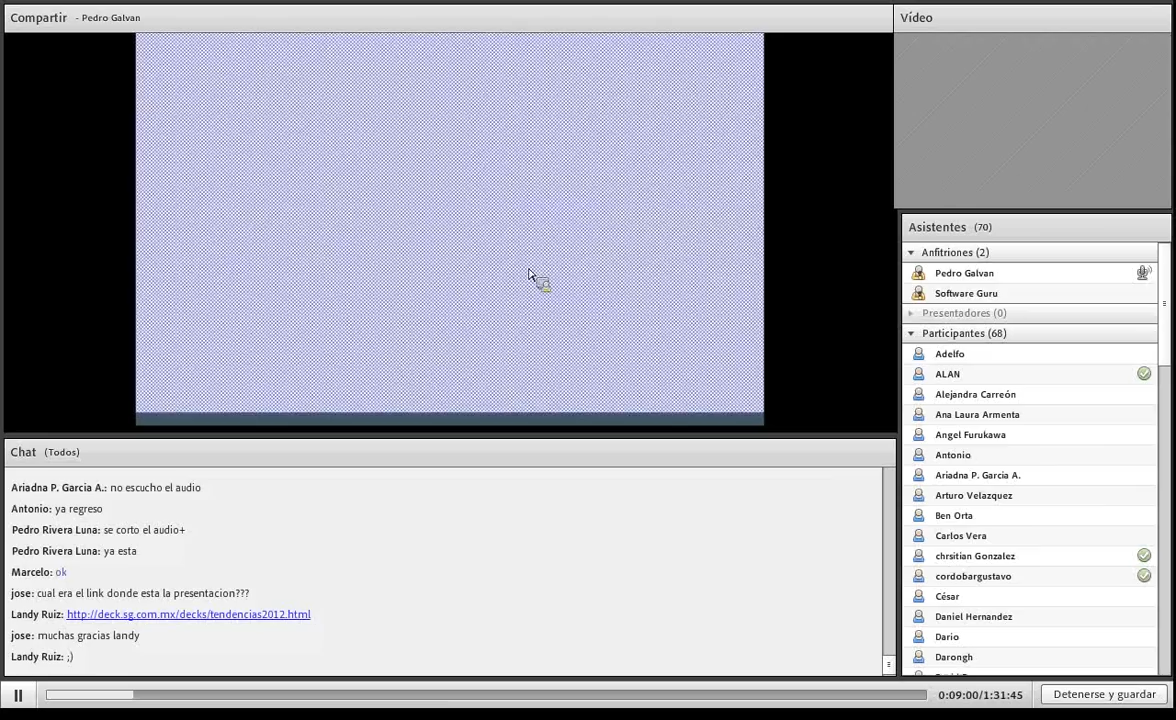 Compartir - Pedro Galvan
Vídeo
Asistentes (70)
Anfitriones (2)
Pedro Galvan
Software Guru
Presentadores (0)
Participantes (68)
Adelfo
ALAN
Alejandra Carreón
Ana Laura Armenta
Angel Furukawa
Antonio
Ariadna P. Garcia A.
Arturo Velazquez
Ben Orta
Carlos Vera
chrsitian Gonzalez
cordobargustavo
César
Daniel Hernandez
Dario
Darongh
Chat (Todos)
Ariadna P. Garcia A.: no escucho el audio
Antonio: ya regreso
Pedro Rivera Luna: se corto el audio+
Pedro Rivera Luna: ya esta
Marcelo: ok
jose: cual era el link donde esta la presentacion???
Landy Ruiz: http://deck.sg.com.mx/decks/tendencias2012.html
jose: muchas gracias landy
Landy Ruiz: ;)
0:09:00/1:31:45
Detenerse y guardar